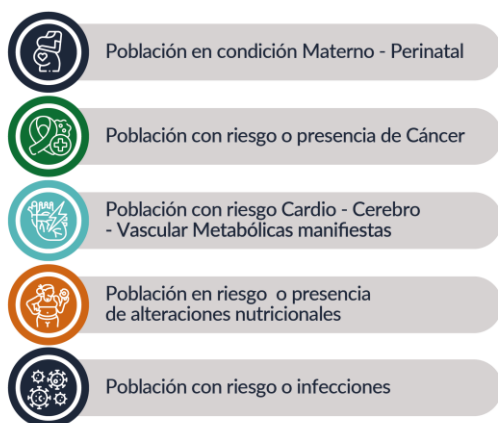 Población en condición Materno - Perinatal
Población con riesgo o presencia de Cáncer
Población con riesgo Cardio - Cerebro
- Vascular Metabólicas manifiestas
Población en riesgo o presencia
de alteraciones nutricionales
Población con riesgo o infecciones